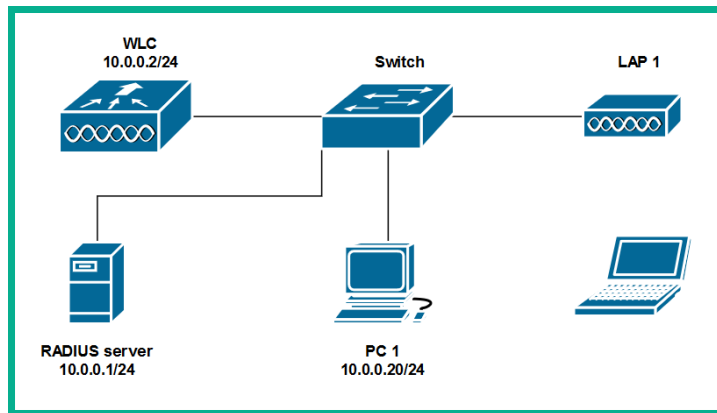 WLC
10.0.0.2/24
Switch
LAP 1
RADIUS server
10.0.0.1/24
PC 1
10.0.0.20/24